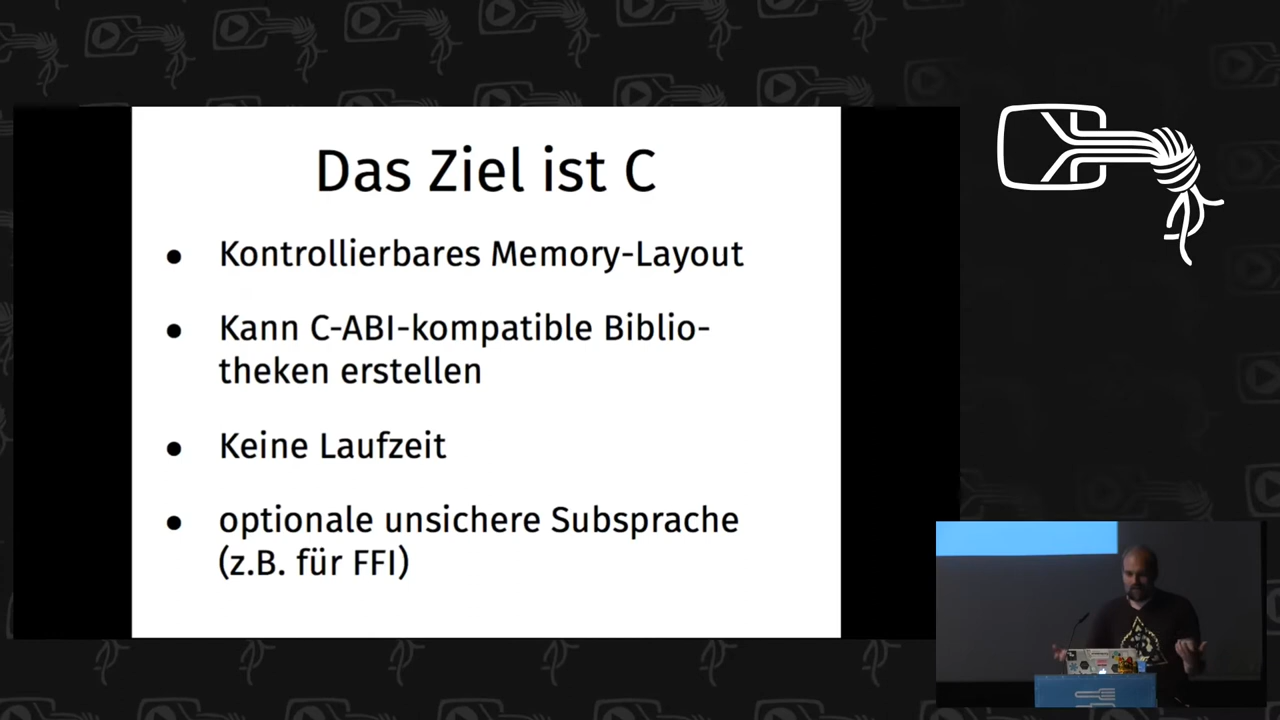 Das Ziel ist C
● Kontrollierbares Memory-Layout
● Kann C-ABI-kompatible Biblio-
theken erstellen
● Keine Laufzeit
● optionale unsichere Subsprache
(z.B. für FFI)